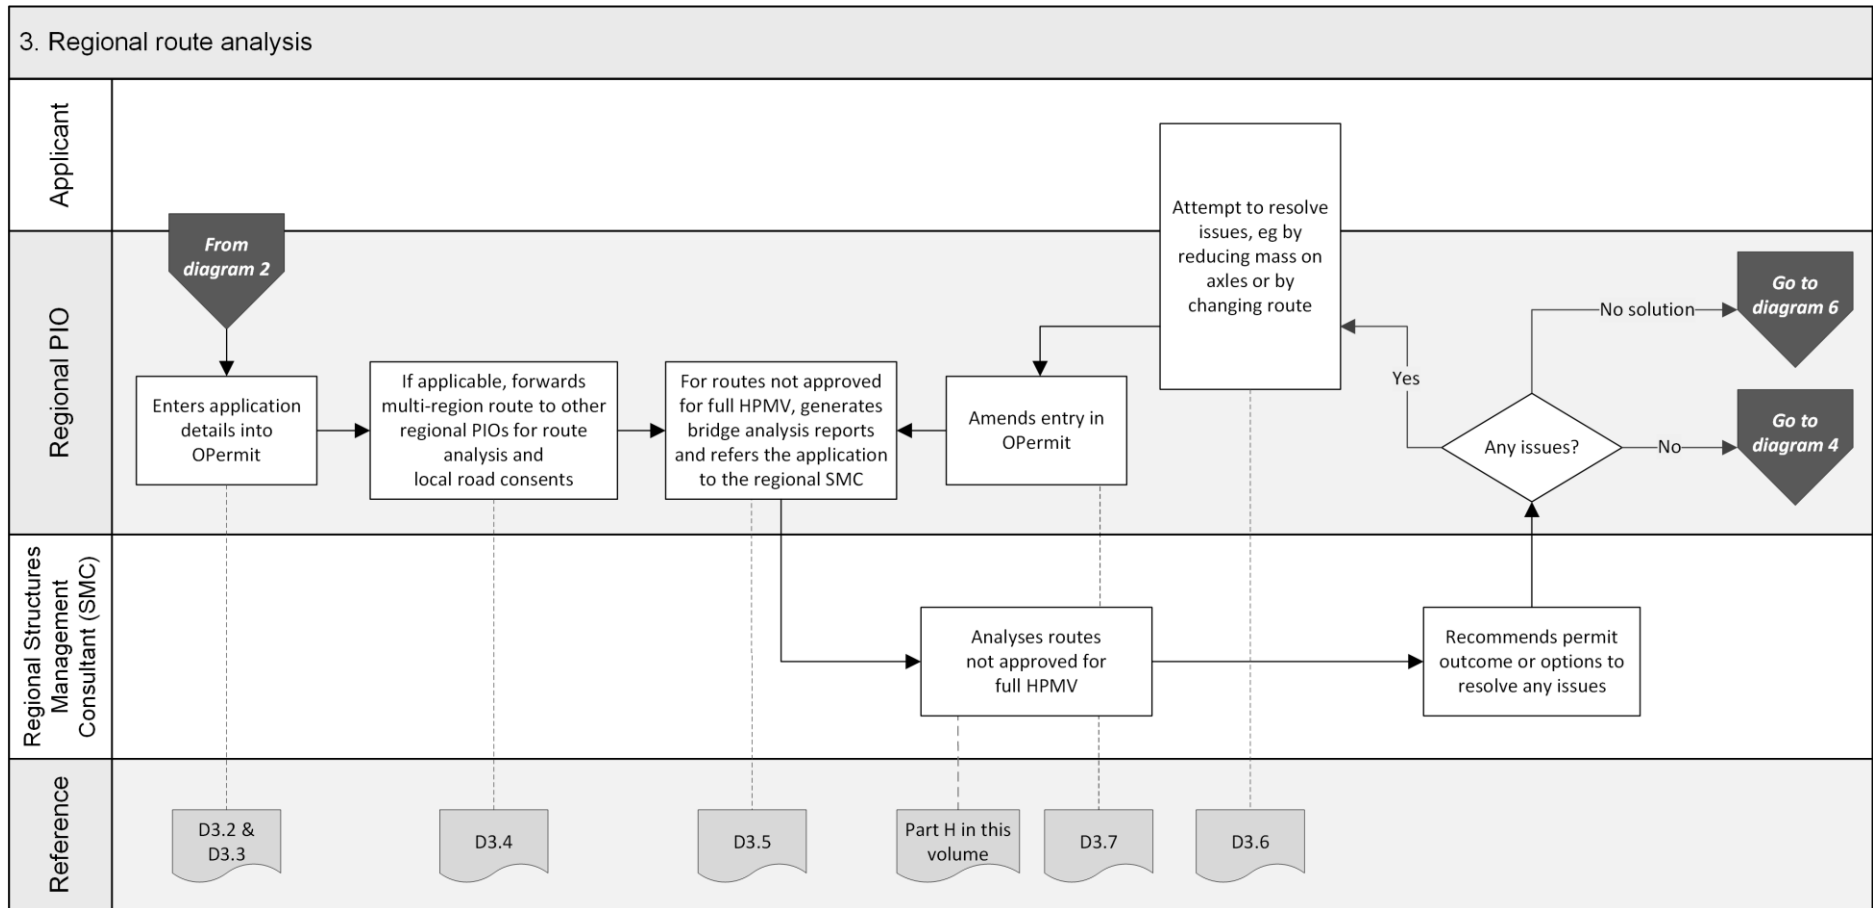 3. Regional route analysis
Applicant
Regional PIO
Regional Structures
Management
Consultant (SMC)
Reference
From
diagram 2
Enters application
details into
OPermit
If applicable, forwards
multi-region route to other
regional PIOs for route
analysis and
local road consents
For routes not approved
for full HPMV, generates
bridge analysis reports
and refers the application
to the regional SMC
Amends entry in
OPermit
Attempt to resolve
issues, eg by
reducing mass on
axles or by
changing route
Yes
Any issues?
No solution
No
Go to
diagram 6
Go to
diagram 4
Analyses routes
not approved for
full HPMV
Recommends permit
outcome or options to
resolve any issues
D3.2 &
D3.3
D3.4
D3.5
Part H in this
volume
D3.7
D3.6